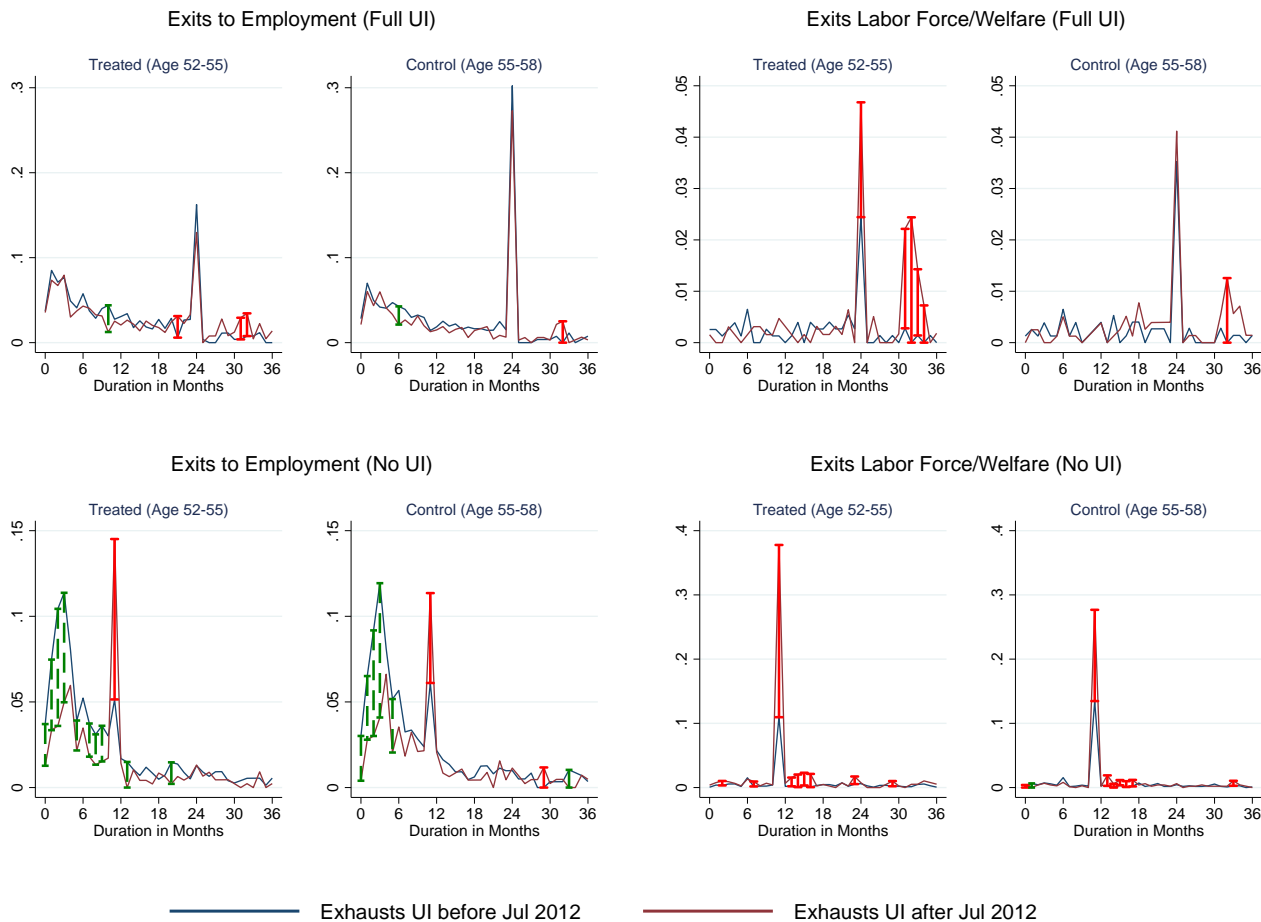 Exits to Employment (Full UI)
Exits Labor Force/Welfare (Full UI)
Treated (Age 52-55)
Control (Age 55-58)
Treated (Age 52-55)
Control (Age 55-58)
.3
.2
.1
0
.3
.2
.1
0
.05
.04
.03
.02
.01
0
.05
.04
.03
.02
.01
0
0 6 12 18 24 30 36
0 6 12 18 24 30 36
0 6 12 18 24 30 36
0 6 12 18 24 30 36
Duration in Months
Duration in Months
Duration in Months
Duration in Months
Exits to Employment (No UI)
Exits Labor Force/Welfare (No UI)
Treated (Age 52-55)
Control (Age 55-58)
Treated (Age 52-55)
Control (Age 55-58)
.15
.1
.05
0
.15
.1
.05
0
.4
.3
.2
.1
0
.4
.3
.2
.1
0
0 6 12 18 24 30 36
0 6 12 18 24 30 36
0 6 12 18 24 30 36
0 6 12 18 24 30 36
Duration in Months
Duration in Months
Duration in Months
Duration in Months
Exhausts UI before Jul 2012
Exhausts UI after Jul 2012